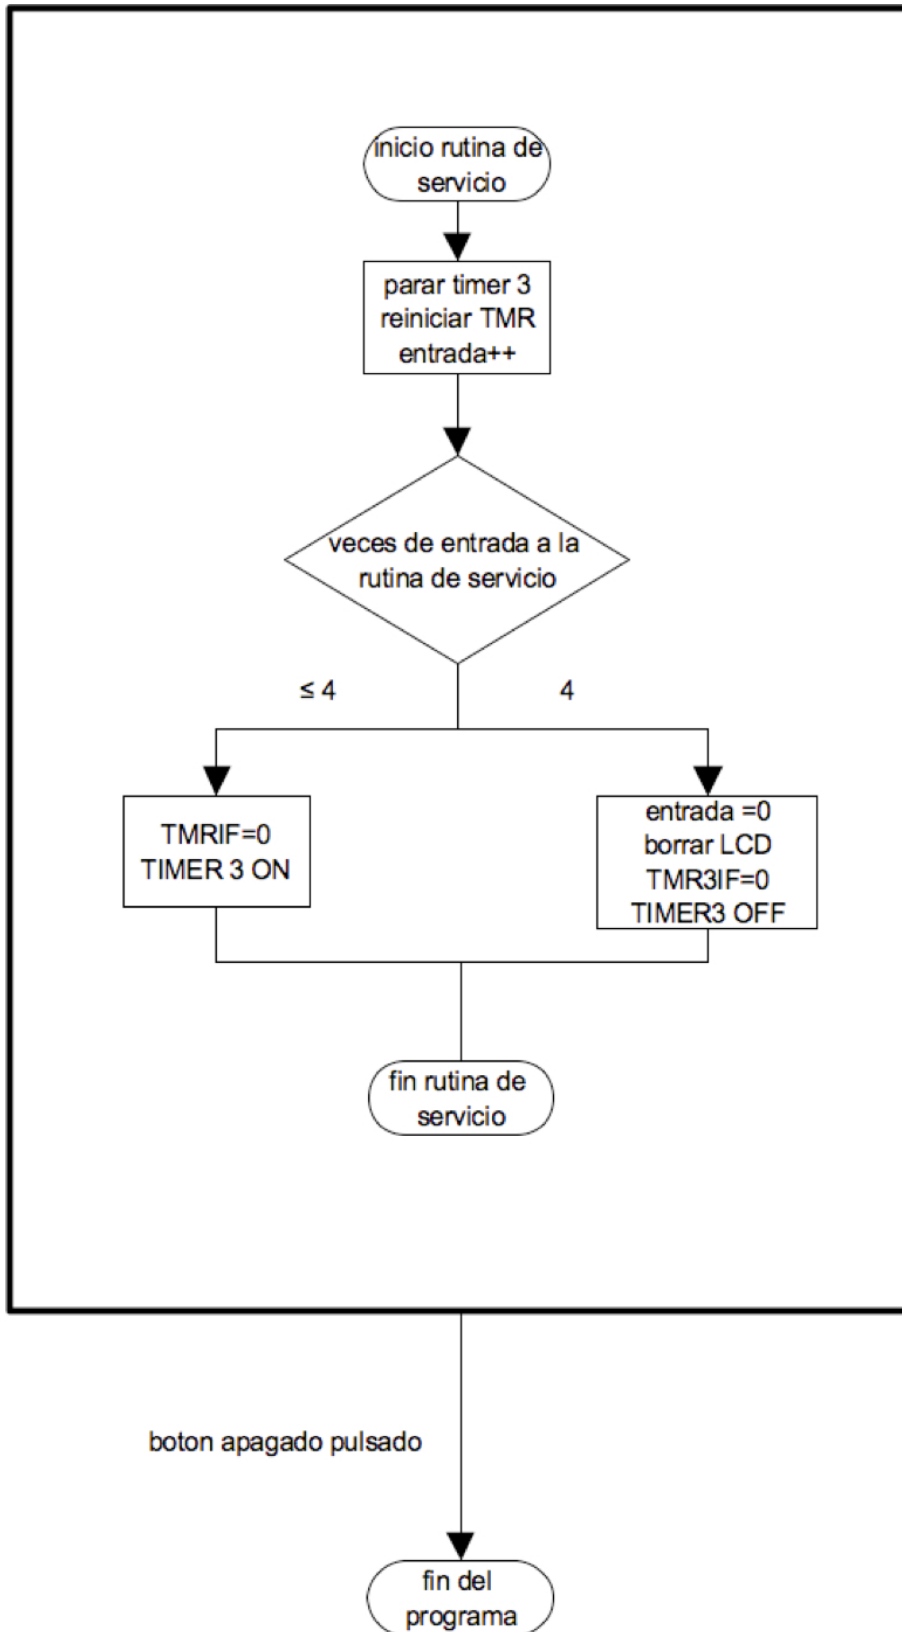 inicio rutina de
servicio
parar timer 3
reiniciar TMR
entrada++
veces de entrada a la
rutina de servicio
≤ 4
4
TMRIF=0
TIMER 3 ON
entrada =0
borrar LCD
TMR3IF=0
TIMER3 OFF
fin rutina de
servicio
boton apagado pulsado
fin del
programa